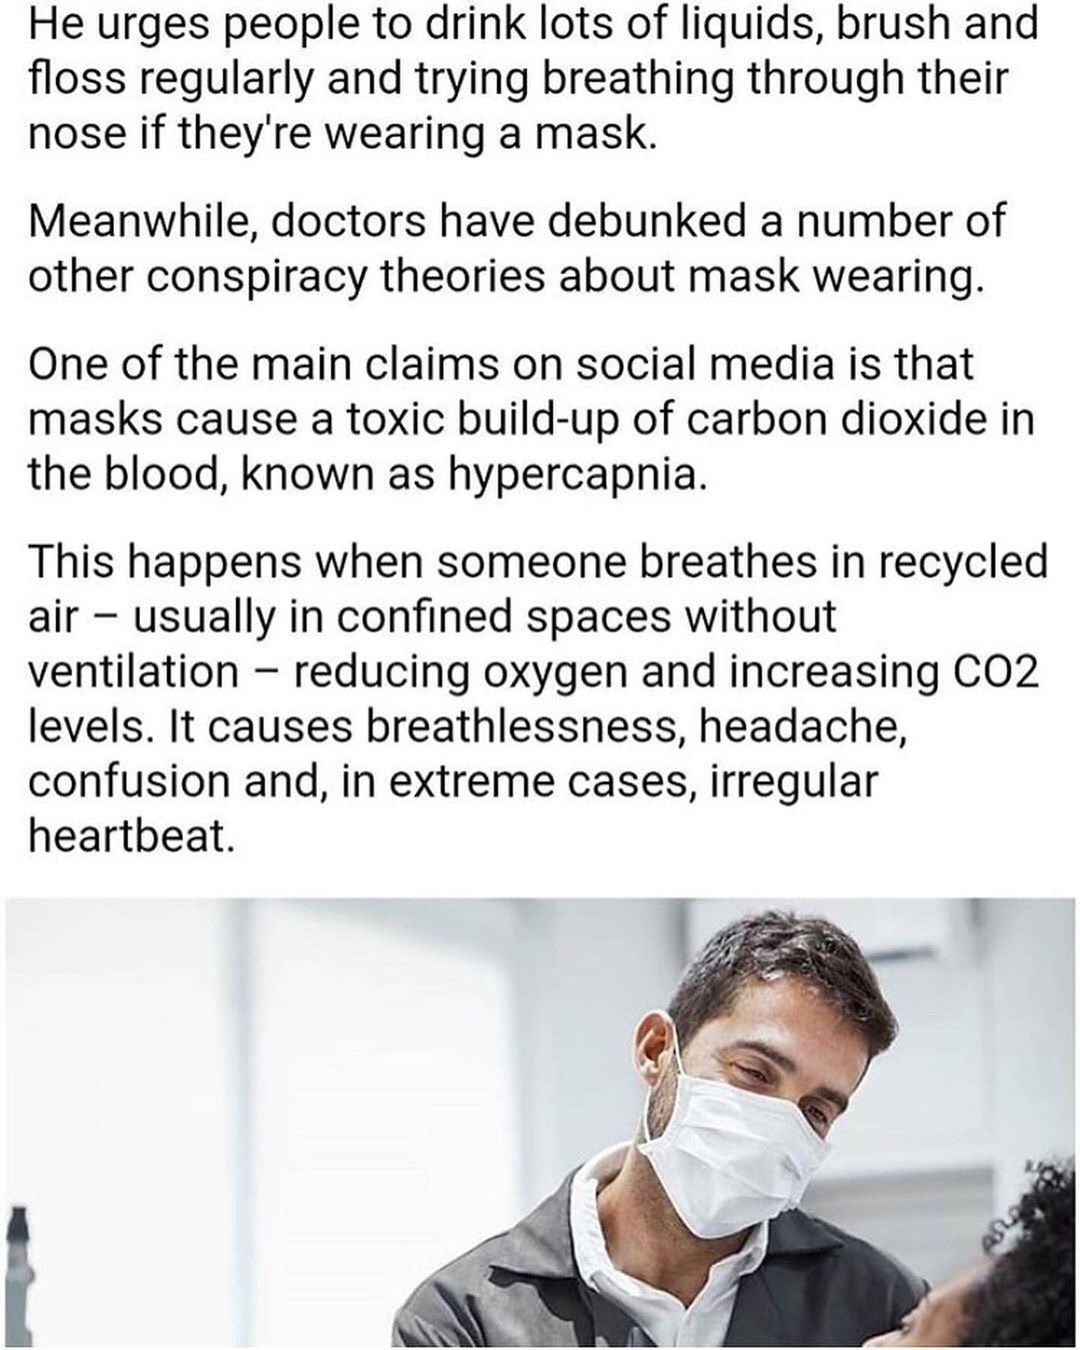 He urges people to drink lots of liquids, brush and
floss regularly and trying breathing through their
nose if they're wearing a mask.
Meanwhile, doctors have debunked a number of
other conspiracy theories about mask wearing.
One of the main claims on social media is that
masks cause a toxic build-up of carbon dioxide in
the blood, known as hypercapnia.
This happens when someone breathes in recycled
air – usually in confined spaces without
ventilation – reducing oxygen and increasing CO2
levels. It causes breathlessness, headache,
confusion and, in extreme cases, irregular
heartbeat.